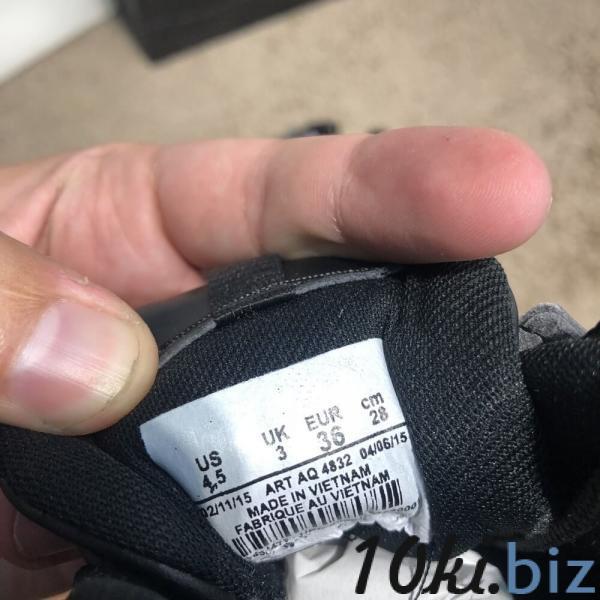 US UK EUR cm
4,5 3 36 28
02/11/15 ART AQ 4832 04/06/15
MADE IN VIETNAM
FABRIQUE AU VIETNAM
10ki.biz